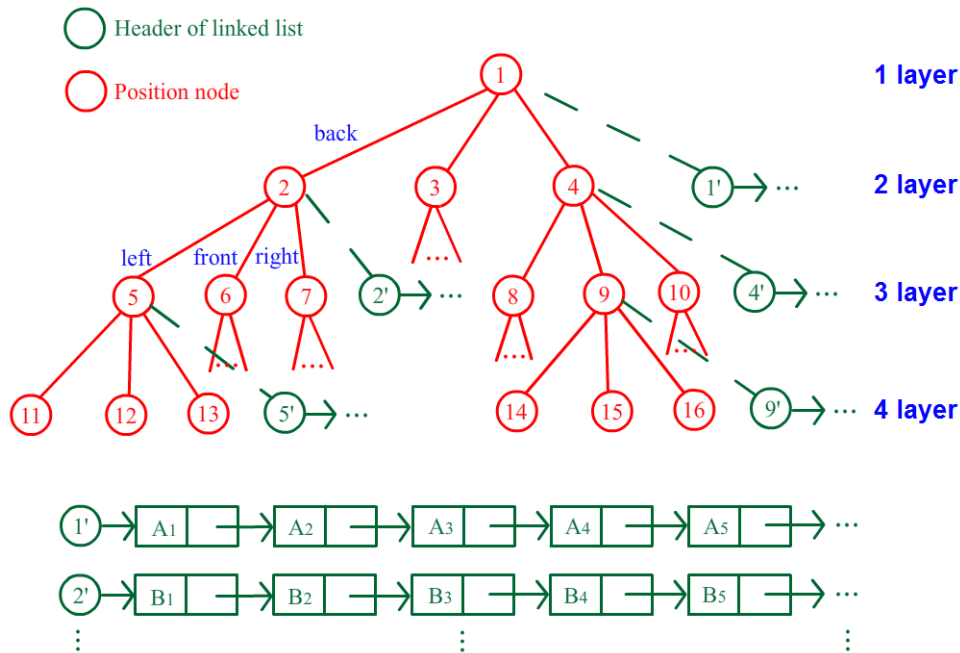 Header of linked list
Position node
1 1 layer
back
2 3 4 1' ... 2 layer
left front right ...
5 6 7 2' ... 8 9 10 4' ... 3 layer
... ... ... ...
11 12 13 5' ... 14 15 16 9' ... 4 layer
1' A1 A2 A3 A4 A5 ...
2' B1 B2 B3 B4 B5 ...
⋮ ⋮ ⋮